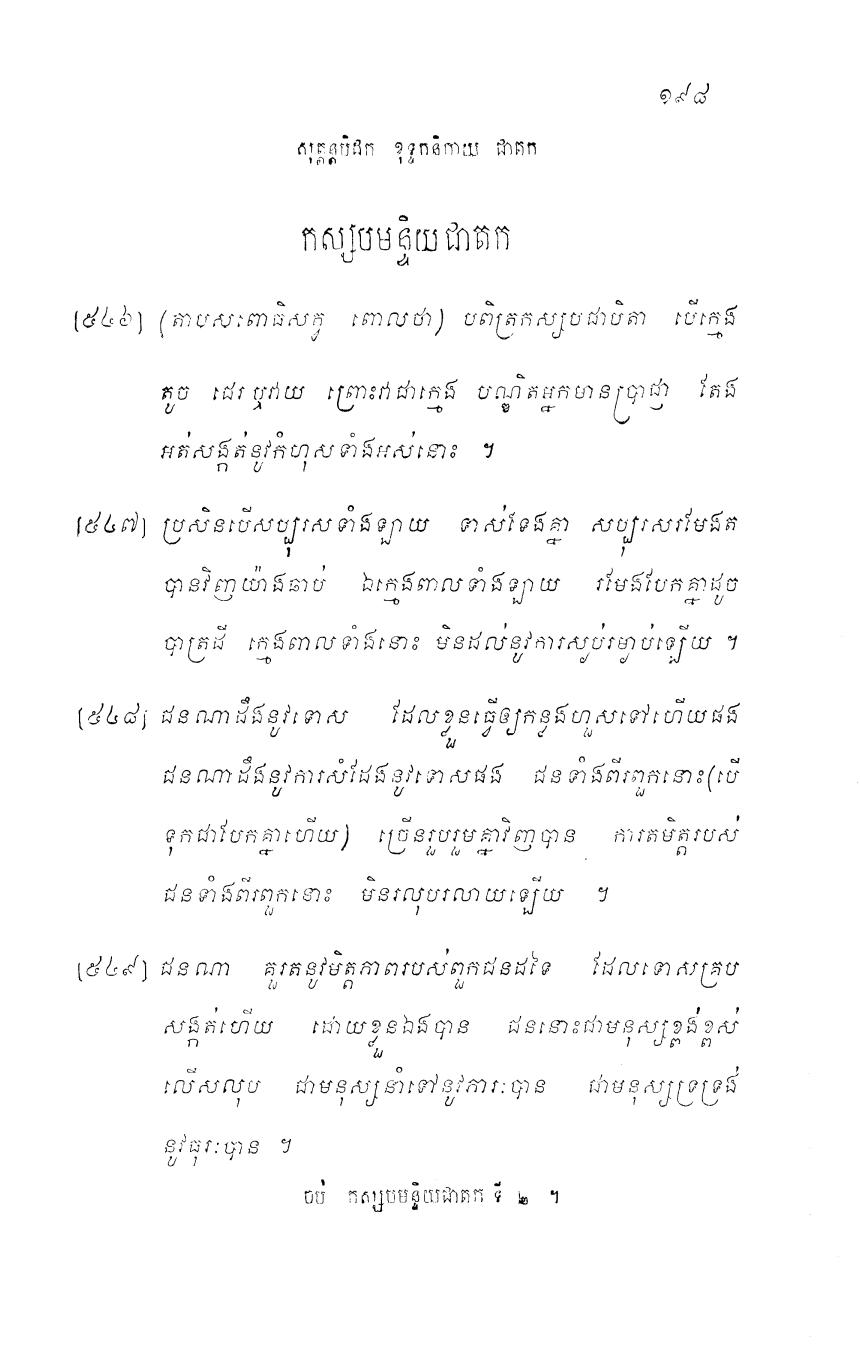 ១៩៨
សុត្តន្តបិដក ខុទ្ទកនិកាយ ជាតក
កស្សបមន្ទិយជាតក
[៥៤៦] (តាបសពោធិសត្វ ពោលថា) បពិត្រកស្សបជាបិតា បើក្មេង
តូច ជេរ ឬវាយ ព្រោះវាជាក្មេង បណ្ឌិតអ្នកមានប្រាជ្ញា តែង
អត់សង្កត់នូវកំហុសទាំងអស់នោះ ។
[៥៤៧] ប្រសិនបើសប្បុរសទាំងឡាយ ទាស់ទែងគ្នា សប្បុរសរមែងត
បានវិញយ៉ាងឆាប់ ឯក្មេងពាលទាំងឡាយ រមែងបែកគ្នាដូច
បាត្រដី ក្មេងពាលទាំងនោះ មិនដល់នូវការស្ងប់រម្ងាប់ឡើយ ។
[៥៤៨] ជនណាដឹងនូវទោស ដែលខ្លួនធ្វើឲ្យកន្លងហួសទៅហើយផង
ជនណាដឹងនូវការសំដែងនូវទោសផង ជនទាំងពីរពួកនោះ(បើ
ទុកជាបែកគ្នាហើយ) ច្រើនរួបរួមគ្នាវិញបាន ការតមិត្តរបស់
ជនទាំងពីរពួកនោះ មិនរលុបរលាយឡើយ ។
[៥៤៩] ជនណា គួរតនូវមិត្តភាពរបស់ពួកជនដទៃ ដែលទោសគ្រប
សង្កត់ហើយ ដោយខ្លួនឯងបាន ជននោះជាមនុស្សខ្ពង់ខ្ពស់
លើសលុប ជាមនុស្សនាំទៅនូវភារៈបាន ជាមនុស្សទ្រទ្រង់
នូវធុរៈបាន ។
ចប់ កស្សបមន្ទិយជាតក ទី ២ ។